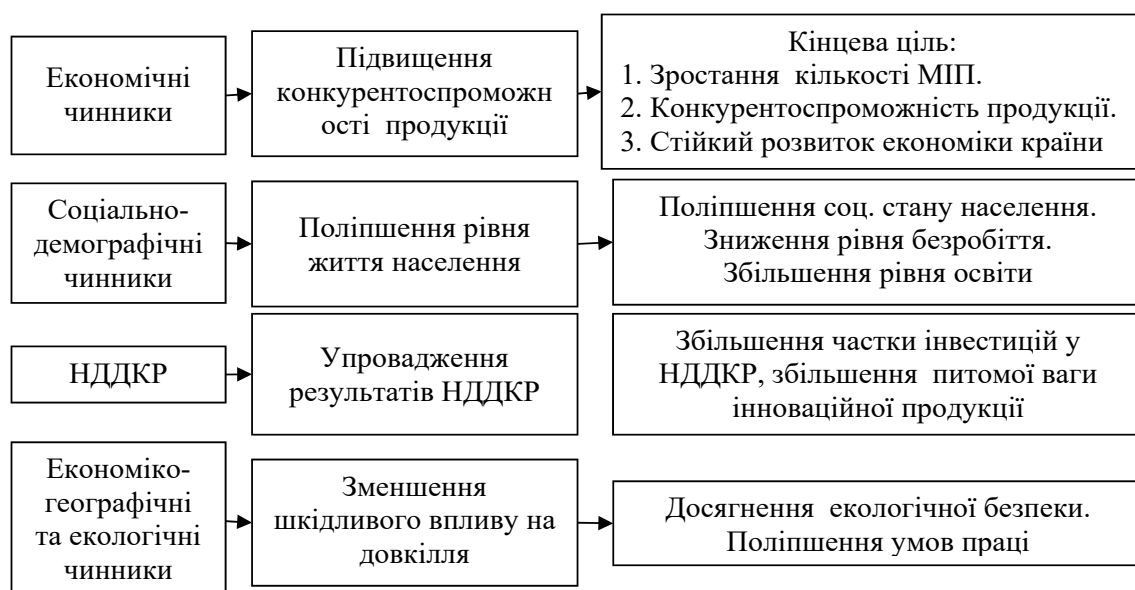 Економічні
чинники
Підвищення
конкурентоспроможн
ості продукції
Кінцева ціль:
1. Зростання кількості МІП.
2. Конкурентоспроможність продукції.
3. Стійкий розвиток економіки країни
Соціально-
демографічні
чинники
Поліпшення рівня
життя населення
Поліпшення соц. стану населення.
Зниження рівня безробіття.
Збільшення рівня освіти
НДДКР
Упровадження
результатів НДДКР
Збільшення частки інвестицій у
НДДКР, збільшення питомої ваги
інноваційної продукції
Економіко-
географічні
та екологічні
чинники
Зменшення
шкідливого впливу на
довкілля
Досягнення екологічної безпеки.
Поліпшення умов праці